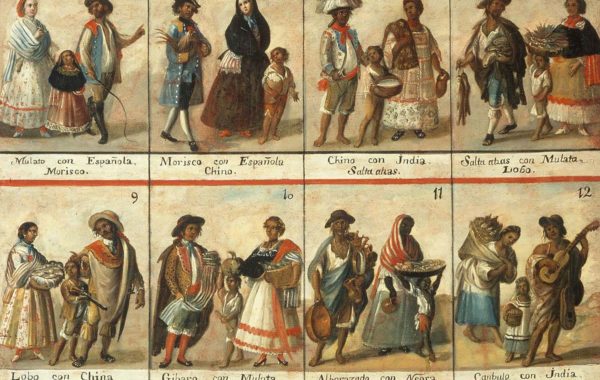 Mulato con Española.
Morisco.
Morisco con Española
Chino.
Chino con India.
Salta atras.
Salta atras con Mulata.
Lobo.
9
10
11
12
Lobo con China
Gibaro con Mulata
Albarazado con Negra
Canbujo con India